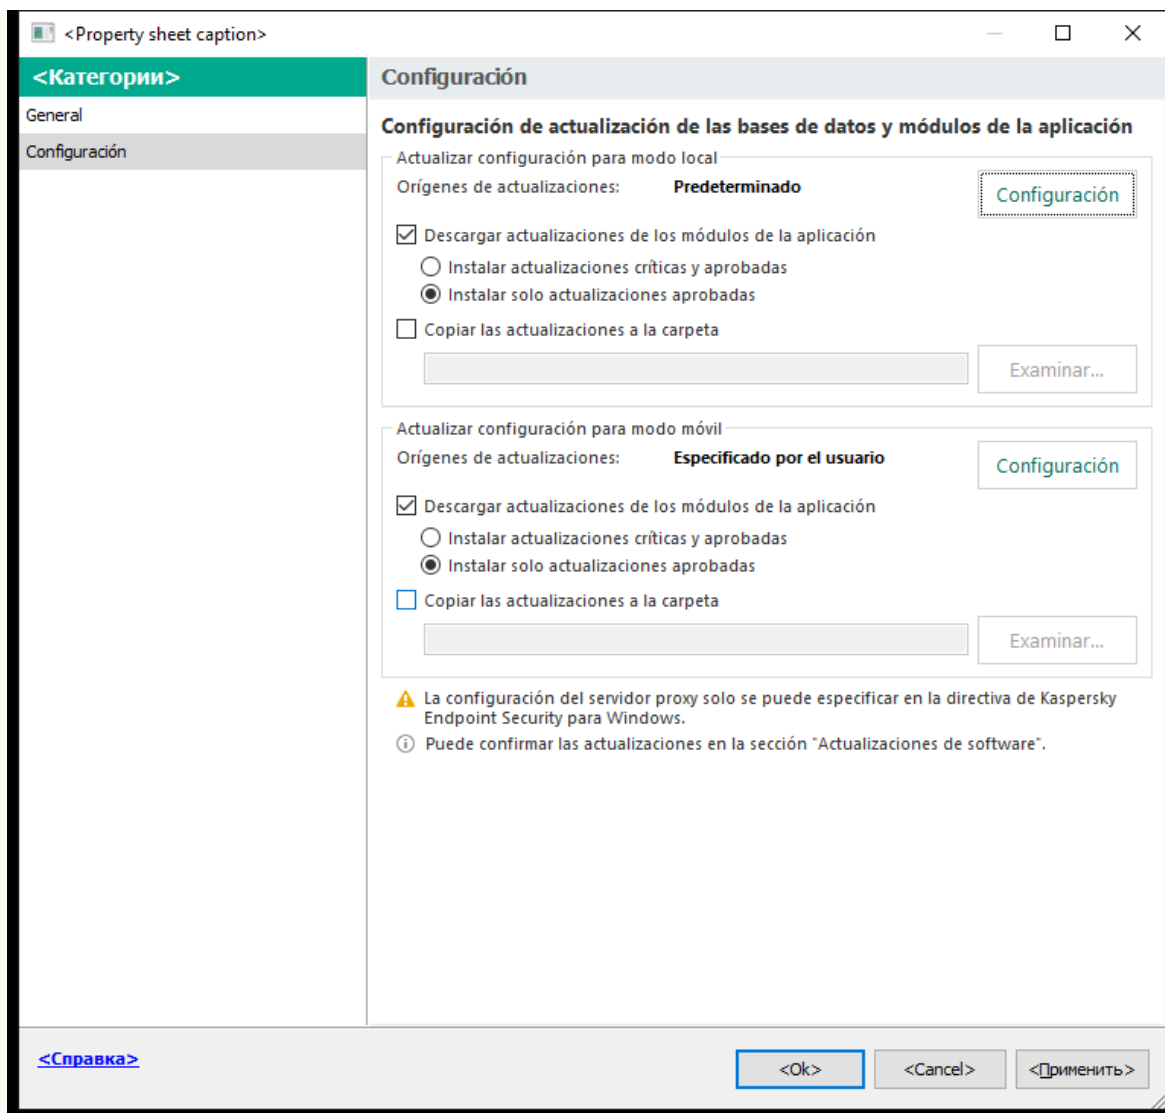 <Property sheet caption>
<Категории>
General
Configuración
Configuración
Configuración de actualización de las bases de datos y módulos de la aplicación
Actualizar configuración para modo local
Orígenes de actualizaciones: Predeterminado
Configuración
Descargar actualizaciones de los módulos de la aplicación
Instalar actualizaciones críticas y aprobadas
Instalar solo actualizaciones aprobadas
Copiar las actualizaciones a la carpeta
Examinar...
Actualizar configuración para modo móvil
Orígenes de actualizaciones: Especificado por el usuario
Configuración
Descargar actualizaciones de los módulos de la aplicación
Instalar actualizaciones críticas y aprobadas
Instalar solo actualizaciones aprobadas
Copiar las actualizaciones a la carpeta
Examinar...
La configuración del servidor proxy solo se puede especificar en la directiva de Kaspersky
Endpoint Security para Windows.
Puede confirmar las actualizaciones en la sección "Actualizaciones de software".
<Справка>
<Ok>
<Cancel>
<Применить>